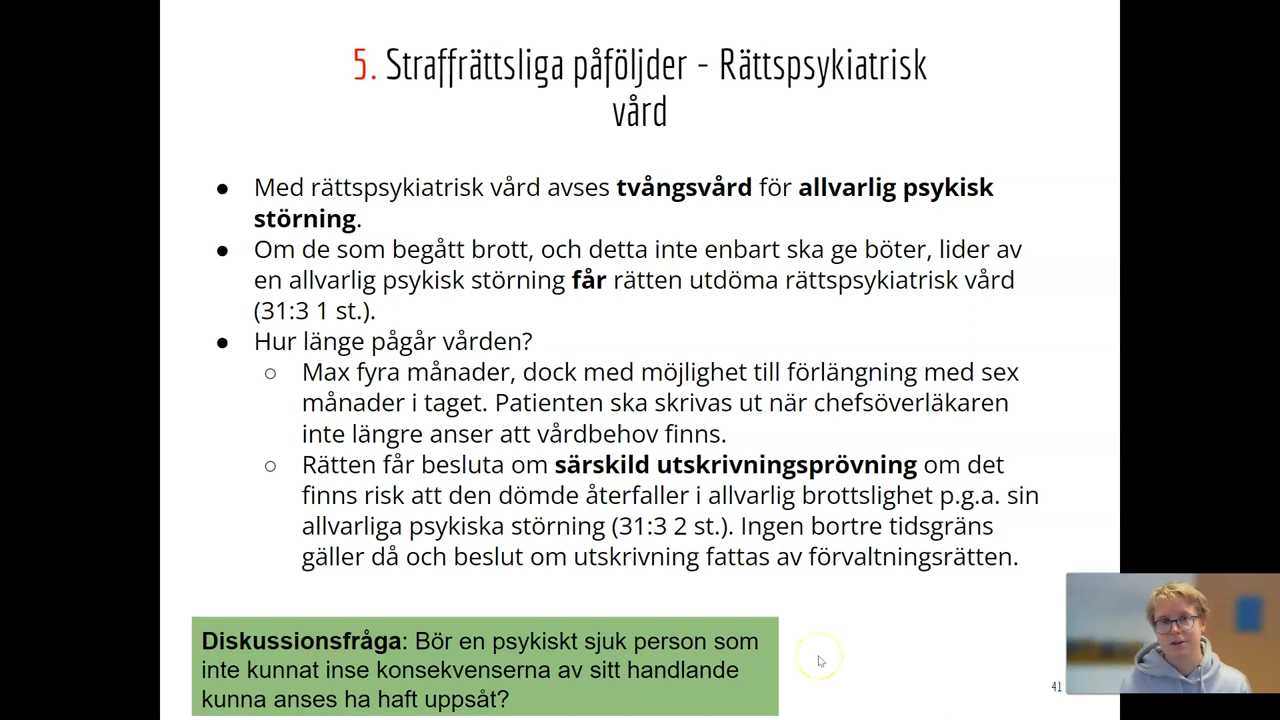 5. Straffrättsliga påföljder - Rättspsykiatrisk
vård
● Med rättspsykiatrisk vård avses tvångsvård för allvarlig psykisk
störning.
● Om de som begått brott, och detta inte enbart ska ge böter, lider av
en allvarlig psykisk störning får rätten utdöma rättspsykiatrisk vård
(31:3 1 st.).
● Hur länge pågår vården?
○ Max fyra månader, dock med möjlighet till förlängning med sex
månader i taget. Patienten ska skrivas ut när chefsöverläkaren
inte längre anser att vårdbehov finns.
○ Rätten får besluta om särskild utskrivningsprövning om det
finns risk att den dömde återfaller i allvarlig brottslighet p.g.a. sin
allvarliga psykiska störning (31:3 2 st.). Ingen bortre tidsgräns
gäller då och beslut om utskrivning fattas av förvaltningsrätten.
Diskussionsfråga: Bör en psykiskt sjuk person som
inte kunnat inse konsekvenserna av sitt handlande
kunna anses ha haft uppsåt?
41